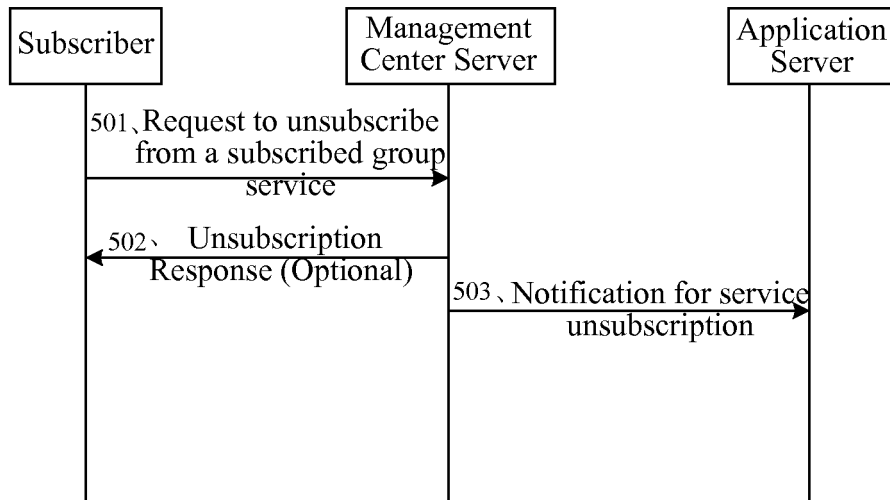 Subscriber
Management
Center Server
Application
Server
501、Request to unsubscribe
from a subscribed group
service
502、 Unsubscription
Response (Optional)
503、Notification for service
unsubscription